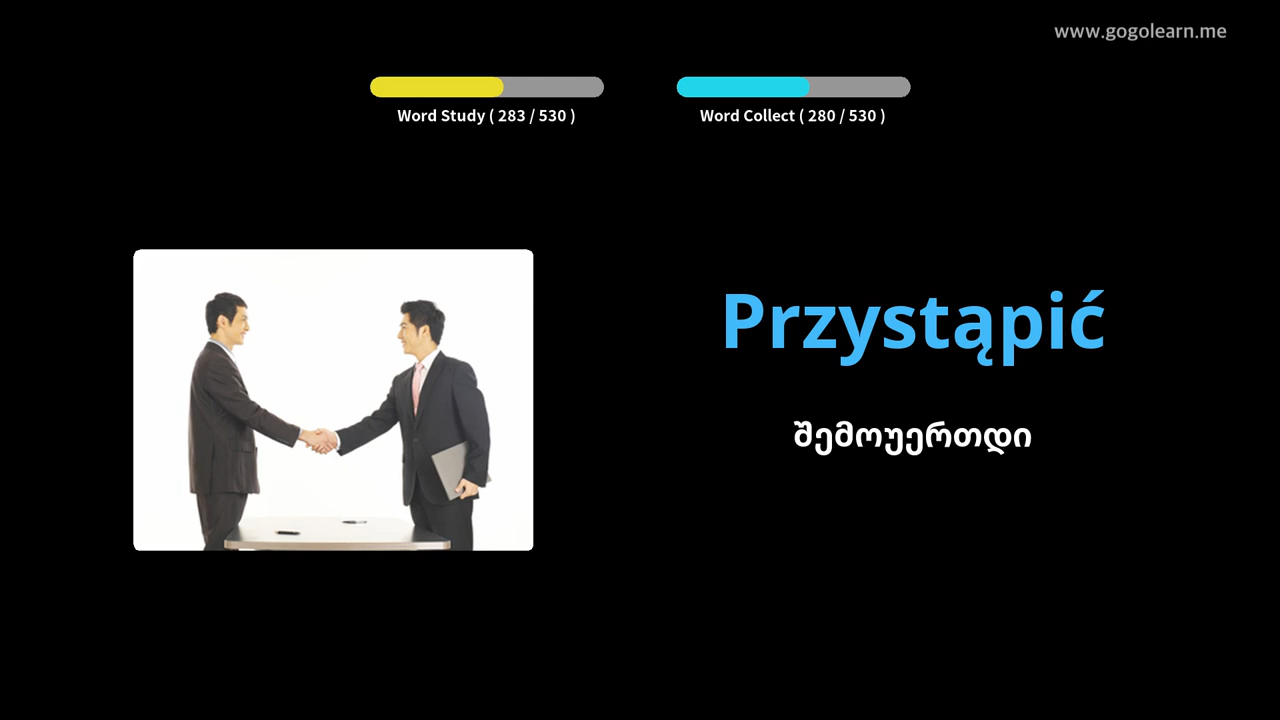 www.gogolearn.me
Word Study ( 283 / 530 )
Word Collect ( 280 / 530 )
Przystąpić
შემოუერთდი